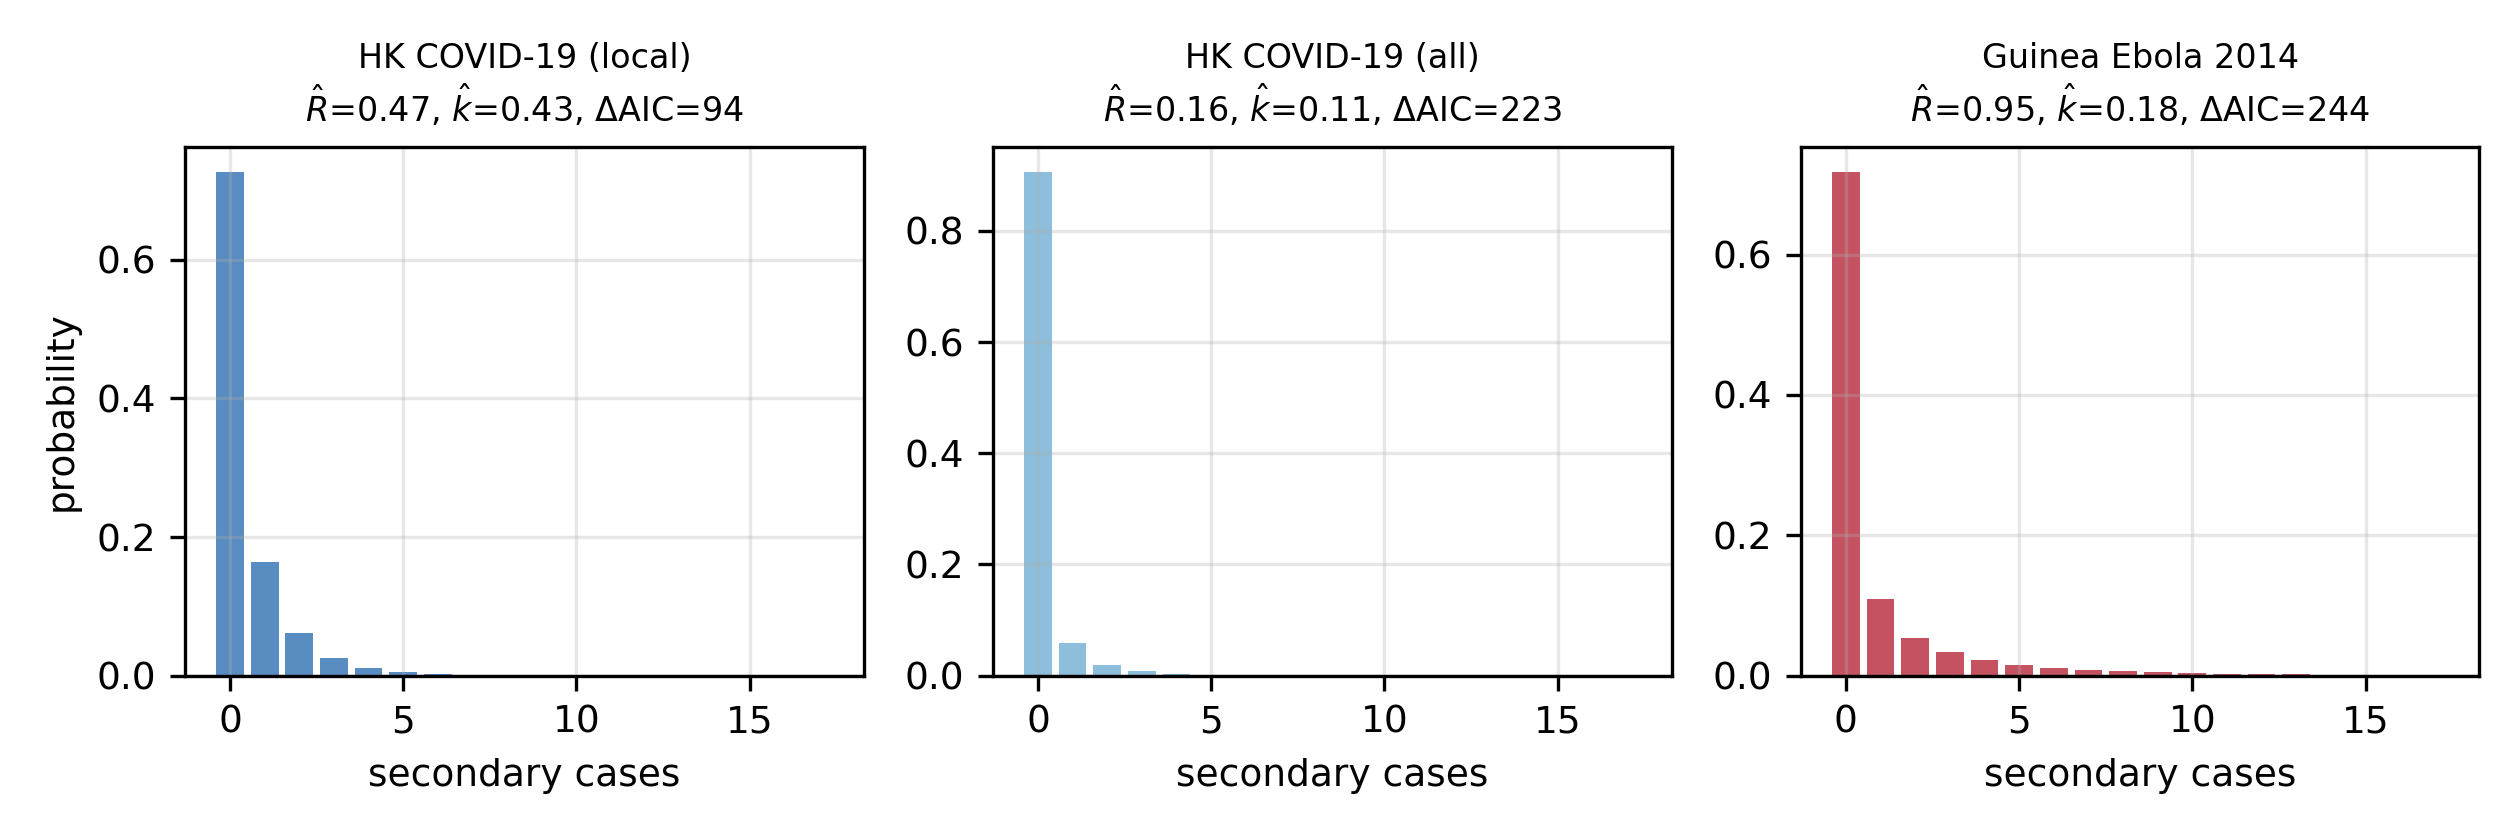 HK COVID-19 (local)
R̂=0.47, k̂=0.43, ΔAIC=94
HK COVID-19 (all)
R̂=0.16, k̂=0.11, ΔAIC=223
Guinea Ebola 2014
R̂=0.95, k̂=0.18, ΔAIC=244
probability
0.6
0.4
0.2
0.0
0 5 10 15
secondary cases
0.8
0.6
0.4
0.2
0.0
0 5 10 15
secondary cases
0.6
0.4
0.2
0.0
0 5 10 15
secondary cases